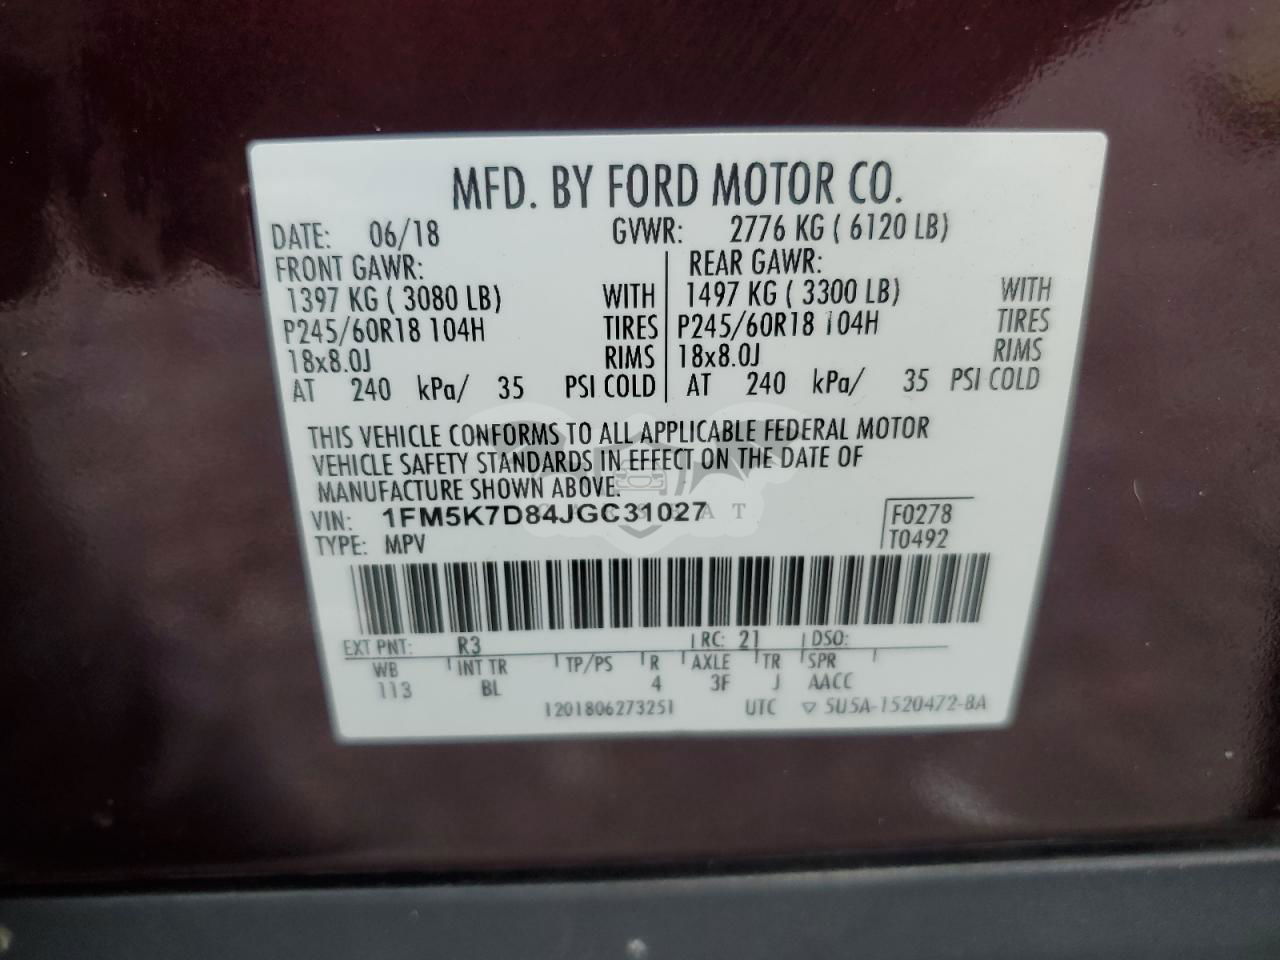 MFD. BY FORD MOTOR CO.
DATE: 06/18 GVWR: 2776 KG ( 6120 LB)
FRONT GAWR: REAR GAWR:
1397 KG ( 3080 LB) WITH 1497 KG ( 3300 LB) WITH
P245/60R18 104H TIRES P245/60R18 104H TIRES
18x8.0J RIMS 18x8.0J RIMS
AT 240 kPa/ 35 PSI COLD AT 240 kPa/ 35 PSI COLD
THIS VEHICLE CONFORMS TO ALL APPLICABLE FEDERAL MOTOR
VEHICLE SAFETY STANDARDS IN EFFECT ON THE DATE OF
MANUFACTURE SHOWN ABOVE.
VIN: 1FM5K7D84JGC31027 F0278
TYPE: MPV T0492
EXT PNT: R3 RC: 21 DSO:
WB INT TR TP/PS R AXLE TR SPR
113 BL 4 3F J AACC
1201806273251 UTC ▽ 5U5A-1520472-BA